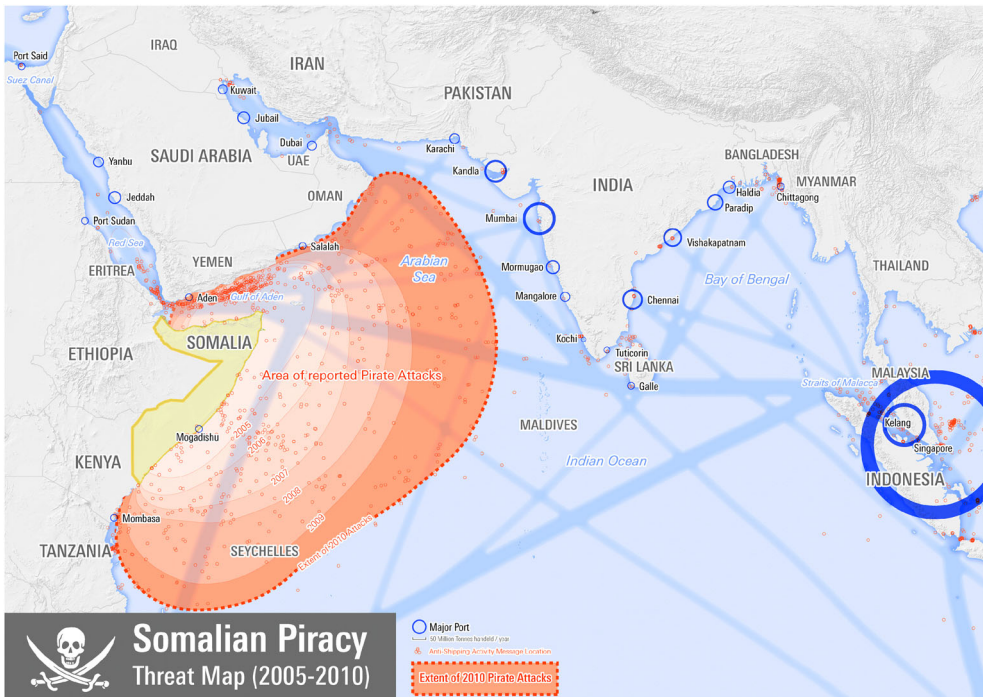 IRAQ
Port Said
Suez Canal
IRAN
Kuwait
PAKISTAN
Jubail
Dubai
UAE
Karachi
SAUDI ARABIA
Yanbu
Kandla
BANGLADESH
INDIA
MYANMAR
Haldia
Chittagong
Paradip
OMAN
Jeddah
Mumbai
Port Sudan
Red Sea
Salalah
Vishakapatnam
YEMEN
Arabian
Sea
Mormugao
THAILAND
ERITREA
Bay of Bengal
Aden
Gulf of Aden
Mangalore
Chennai
SOMALIA
Kochi
Tuticorin
ETHIOPIA
SRI LANKA
Area of reported Pirate Attacks
MALAYSIA
Straits of Malacca
Galle
Kelang
MALDIVES
2005
Mogadishu
2006
Singapore
KENYA
Indian Ocean
2007
INDONESIA
2008
Mombasa
2009
Extent of 2010 Attacks
TANZANIA
SEYCHELLES
Somalian Piracy
Threat Map (2005-2010)
Major Port
50 Million Tonnes handled / year
Anti-Shipping Activity Message Location
Extent of 2010 Pirate Attacks